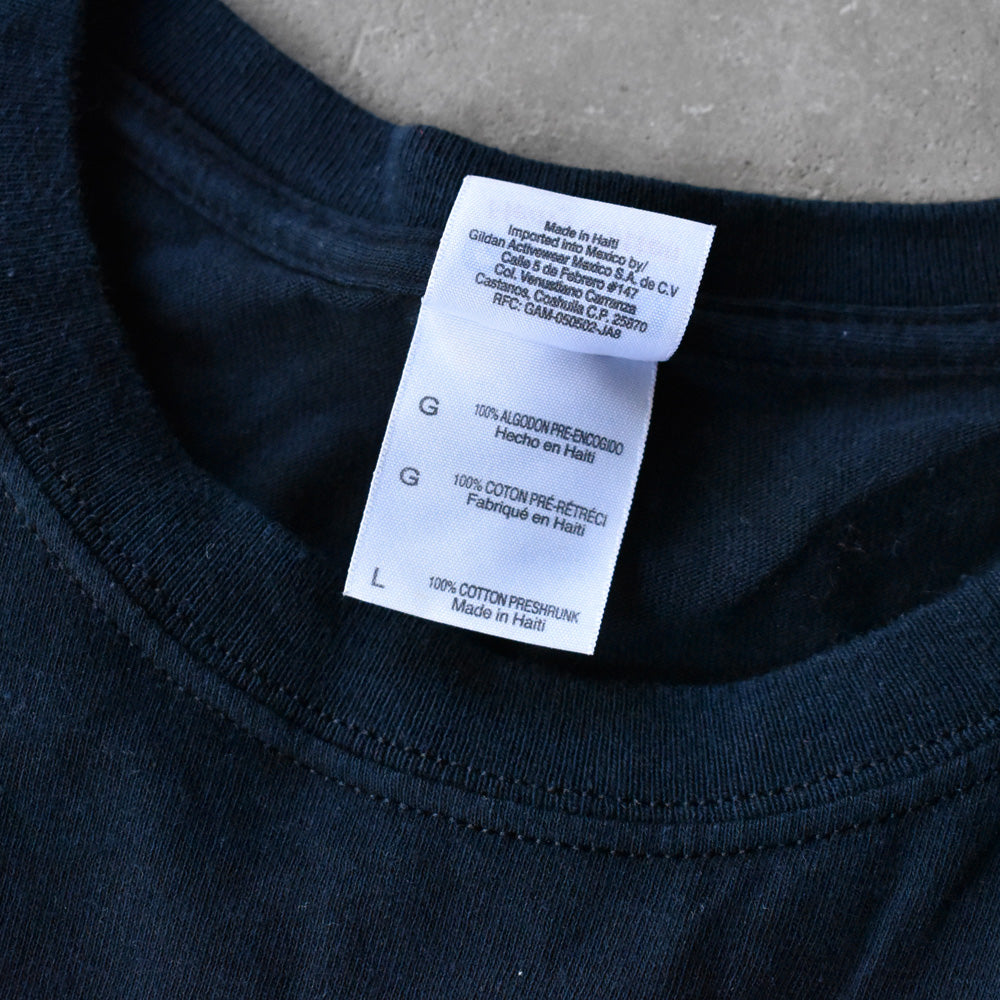 Made in Haiti
Imported into Mexico by/
Gildan Activewear Mexico S.A. de C.V
Calle 5 de Febrero #147
Col. Venustiano Carranza
Castanos, Coahuila C.P. 25870
RFC: GAM-050502-JA8
G 100% ALGODON PRE-ENCOGIDO
Hecho en Haiti
G 100% COTON PRÉ-RÉTRÉCI
Fabriqué en Haiti
L 100% COTTON PRESHRUNK
Made in Haiti